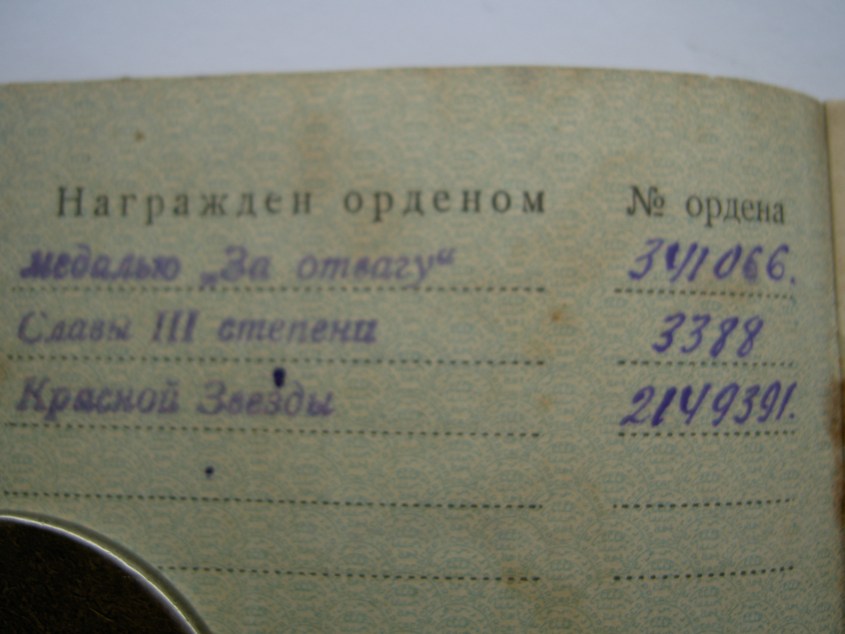 Награжден орденом № ордена
медалью „За отвагу“ 341066.
Славы III степени 3388
Красной Звезды 2149391.